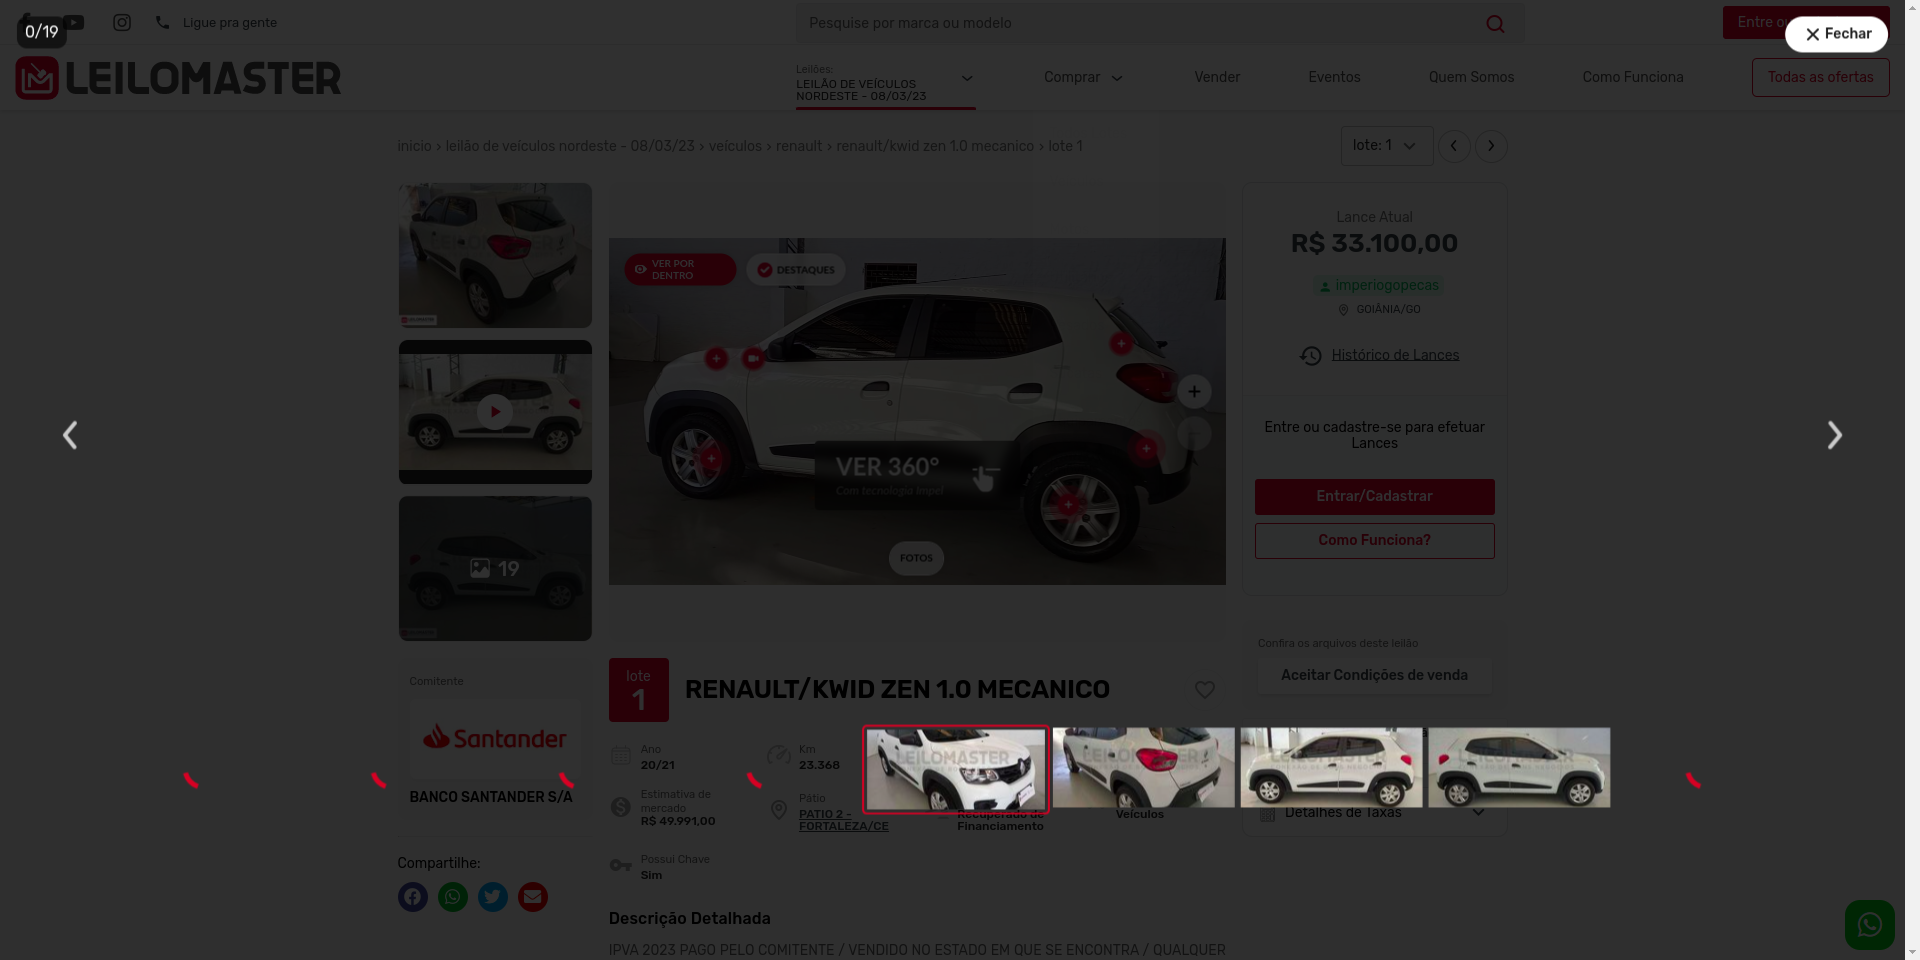 0/19
Ligue pra gente
Pesquise por marca ou modelo
Entre ou
Fechar
LEILOMASTER
Leilões:
LEILÃO DE VEÍCULOS
NORDESTE - 08/03/23
Comprar
Vender
Eventos
Quem Somos
Como Funciona
Todas as ofertas
inicio › leilão de veículos nordeste - 08/03/23 › veículos › renault › renault/kwid zen 1.0 mecanico › lote 1
lote: 1
VER POR
DENTRO
DESTAQUES
VER 360°
Com tecnologia Impel
FOTOS
19
Lance Atual
R$ 33.100,00
imperiogopecas
GOIÂNIA/GO
Histórico de Lances
Entre ou cadastre-se para efetuar
Lances
Entrar/Cadastrar
Como Funciona?
Confira os arquivos deste leilão
Aceitar Condições de venda
Comitente
Santander
BANCO SANTANDER S/A
lote
1
RENAULT/KWID ZEN 1.0 MECANICO
Ano
20/21
Km
23.368
Estimativa de
mercado
R$ 49.991,00
Pátio
PATIO 2 -
FORTALEZA/CE
Recuperado de
Financiamento
Veículos
Detalhes de Taxas
LEILOMASTER
LEILOMASTER
LEILOMASTER
LEILOMASTER
Possui Chave
Sim
Compartilhe:
Descrição Detalhada
IPVA 2023 PAGO PELO COMITENTE / VENDIDO NO ESTADO EM QUE SE ENCONTRA / QUALQUER